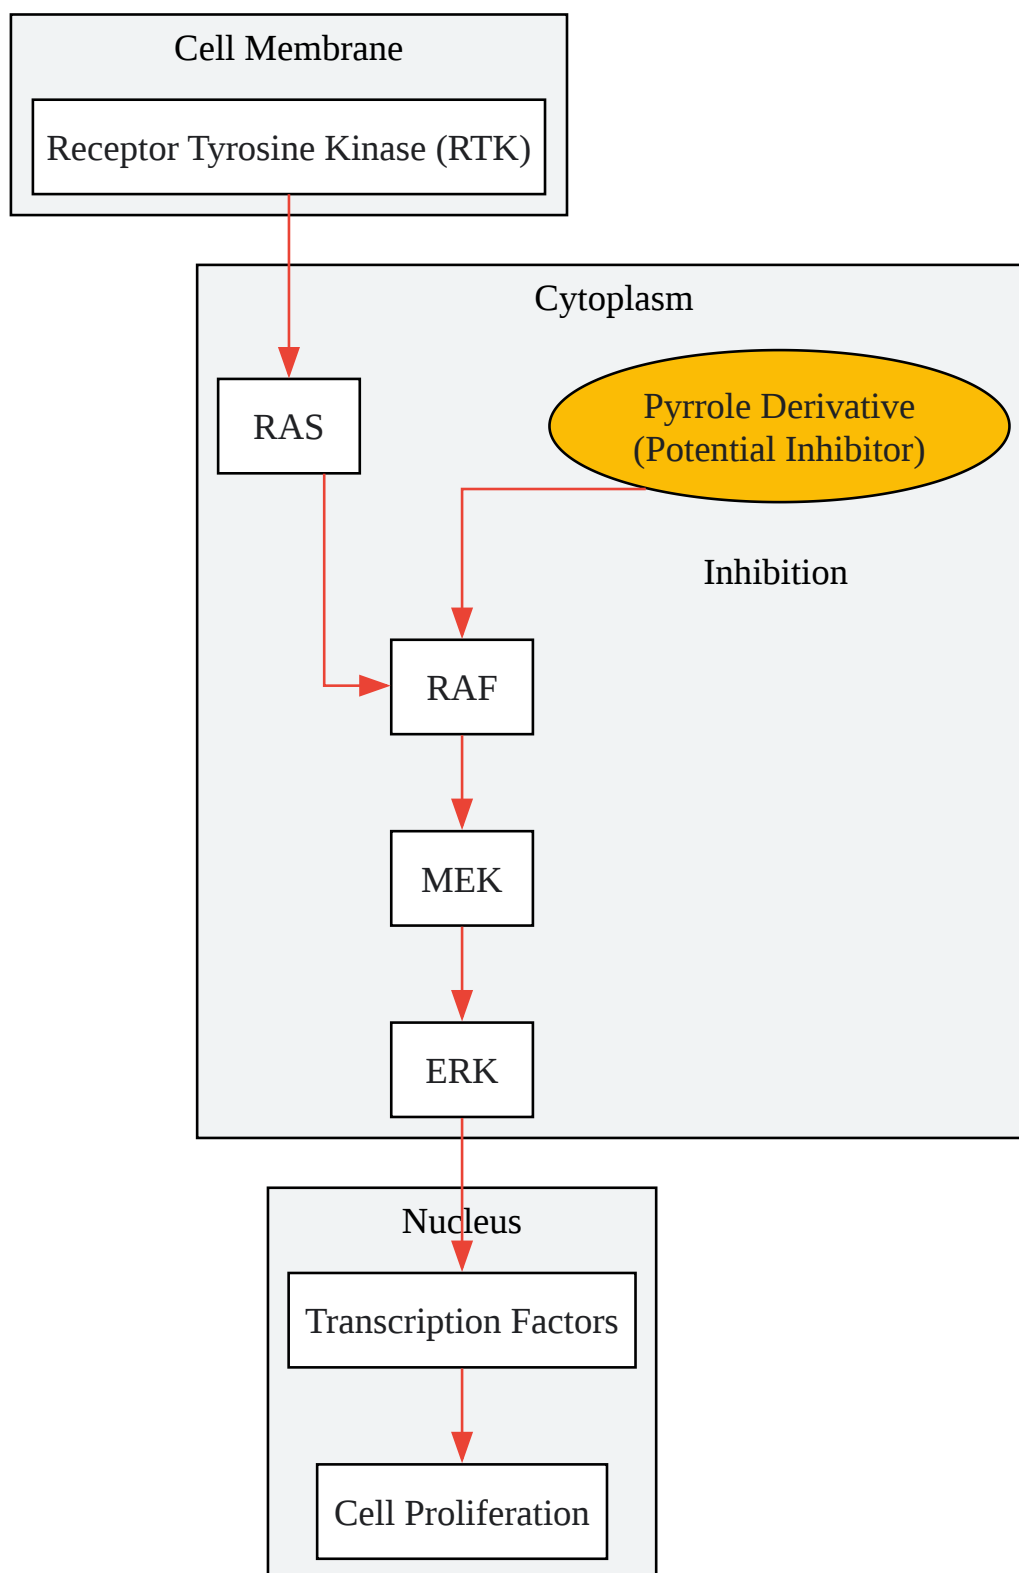 Cell Membrane
Receptor Tyrosine Kinase (RTK)
Cytoplasm
RAS
Pyrrole Derivative
(Potential Inhibitor)
Inhibition
RAF
MEK
ERK
Nucleus
Transcription Factors
Cell Proliferation